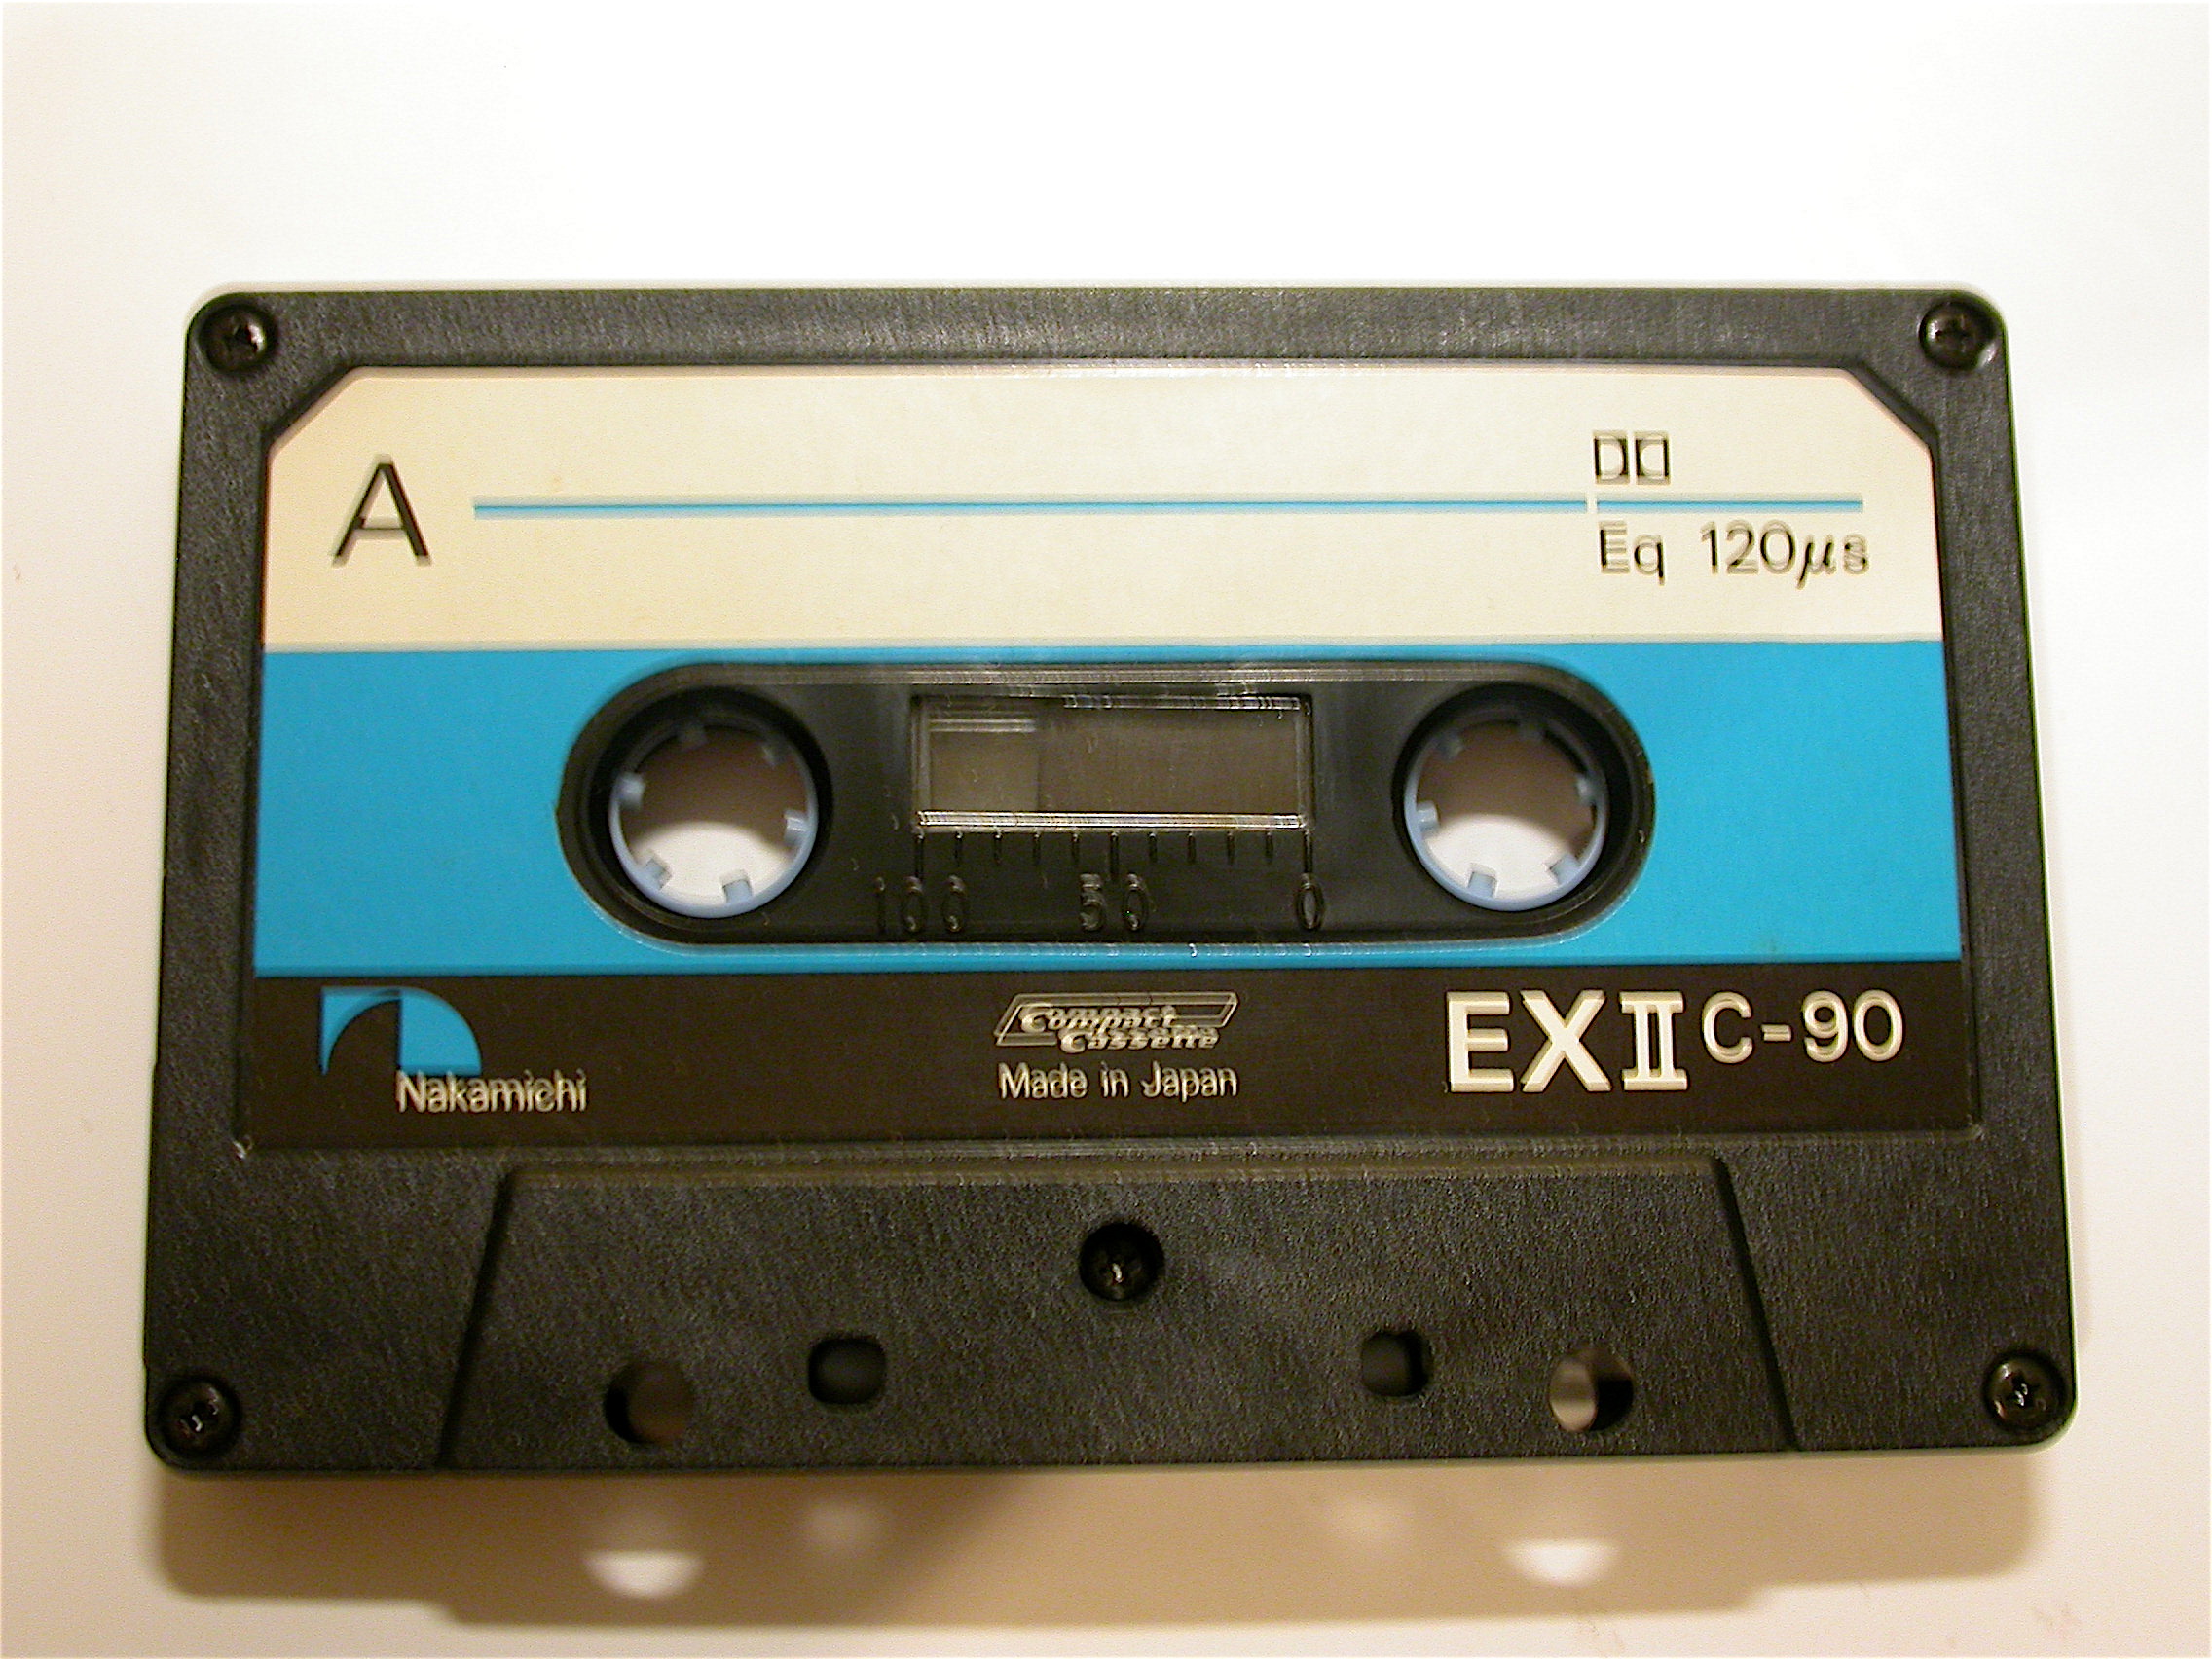 A
Eq 120μs
100 50 0
Nakamichi
Compact
Cassette
Made in Japan
EXII C-90